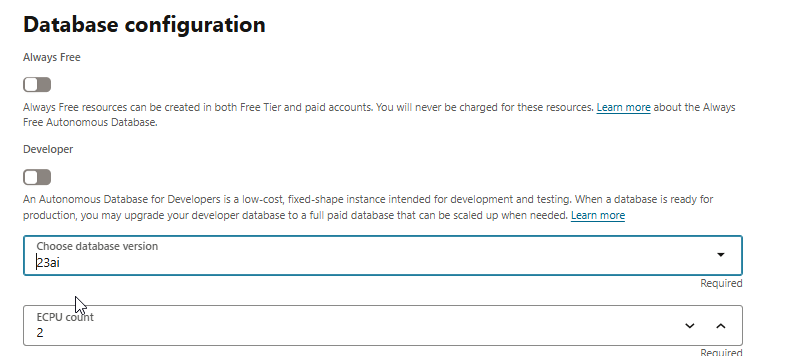 Database configuration
Always Free
Always Free resources can be created in both Free Tier and paid accounts. You will never be charged for these resources. Learn more about the Always
Free Autonomous Database.
Developer
An Autonomous Database for Developers is a low-cost, fixed-shape instance intended for development and testing. When a database is ready for
production, you may upgrade your developer database to a full paid database that can be scaled up when needed. Learn more
Choose database version
23ai
Required
ECPU count
2
Required